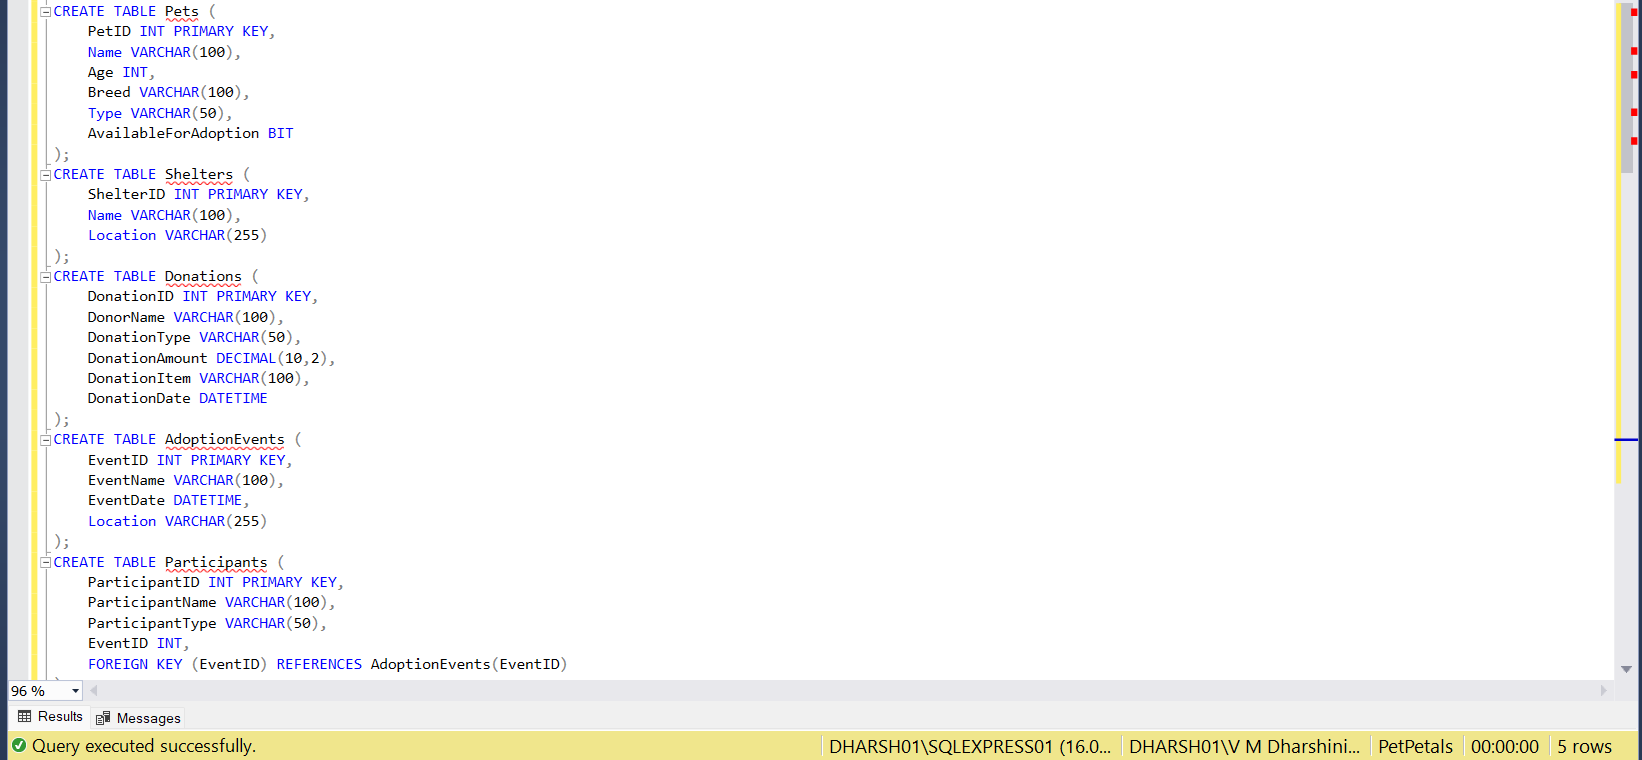 CREATE TABLE Pets (
PetID INT PRIMARY KEY,
Name VARCHAR(100),
Age INT,
Breed VARCHAR(100),
Type VARCHAR(50),
AvailableForAdoption BIT
);
CREATE TABLE Shelters (
ShelterID INT PRIMARY KEY,
Name VARCHAR(100),
Location VARCHAR(255)
);
CREATE TABLE Donations (
DonationID INT PRIMARY KEY,
DonorName VARCHAR(100),
DonationType VARCHAR(50),
DonationAmount DECIMAL(10,2),
DonationItem VARCHAR(100),
DonationDate DATETIME
);
CREATE TABLE AdoptionEvents (
EventID INT PRIMARY KEY,
EventName VARCHAR(100),
EventDate DATETIME,
Location VARCHAR(255)
);
CREATE TABLE Participants (
ParticipantID INT PRIMARY KEY,
ParticipantName VARCHAR(100),
ParticipantType VARCHAR(50),
EventID INT,
FOREIGN KEY (EventID) REFERENCES AdoptionEvents(EventID)
96 %
Results Messages
Query executed successfully. DHARSH01\SQLEXPRESS01 (16.0... DHARSH01\V M Dharshini... PetPetals 00:00:00 5 rows